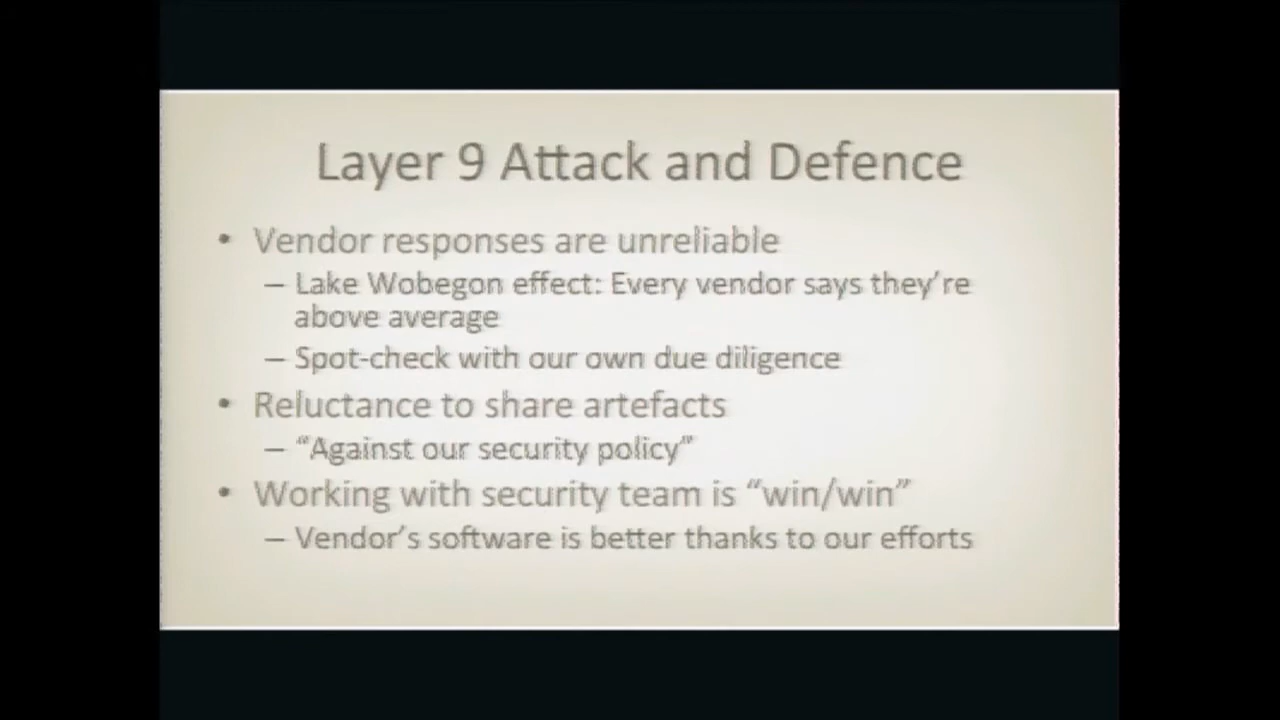 Layer 9 Attack and Defence
• Vendor responses are unreliable
– Lake Wobegon effect: Every vendor says they’re
above average
– Spot-check with our own due diligence
• Reluctance to share artefacts
– “Against our security policy”
• Working with security team is “win/win”
– Vendor’s software is better thanks to our efforts